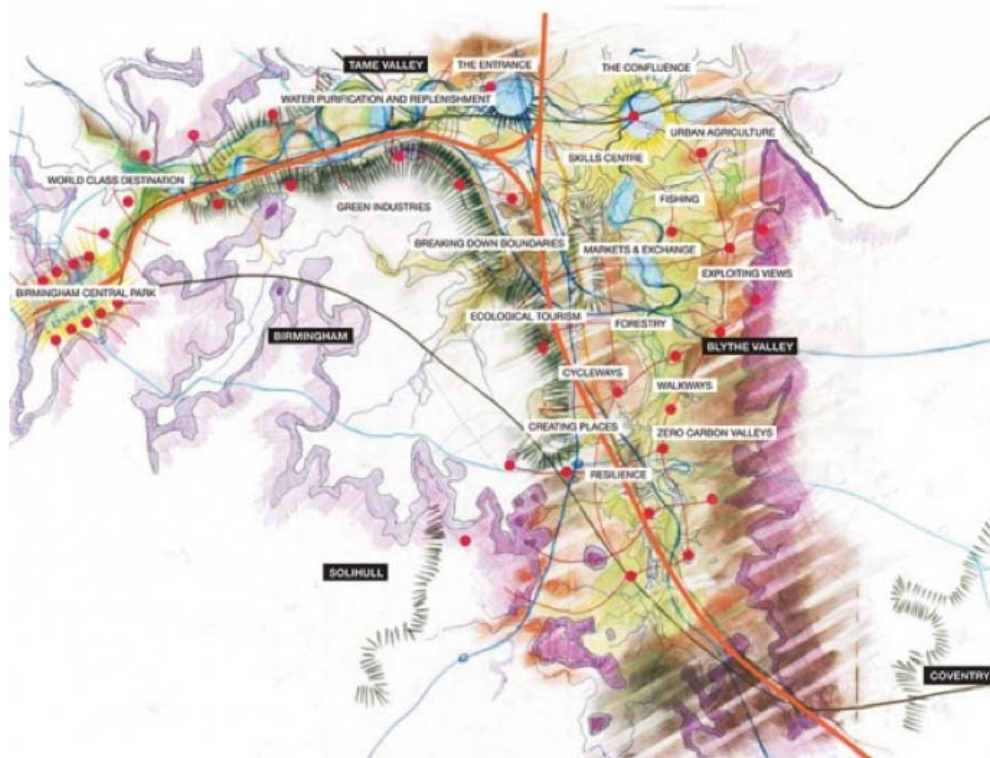 TAME VALLEY
THE ENTRANCE
THE CONFLUENCE
WATER PURIFICATION AND REPLENISHMENT
URBAN AGRICULTURE
SKILLS CENTRE
WORLD CLASS DESTINATION
FISHING
GREEN INDUSTRIES
BREAKING DOWN BOUNDARIES
MARKETS & EXCHANGE
EXPLOITING VIEWS
BIRMINGHAM CENTRAL PARK
ECOLOGICAL TOURISM
FORESTRY
BIRMINGHAM
BLYTHE VALLEY
CYCLEWAYS
WALKWAYS
CREATING PLACES
ZERO CARBON VALLEYS
RESILIENCE
SOLIHULL
COVENTRY